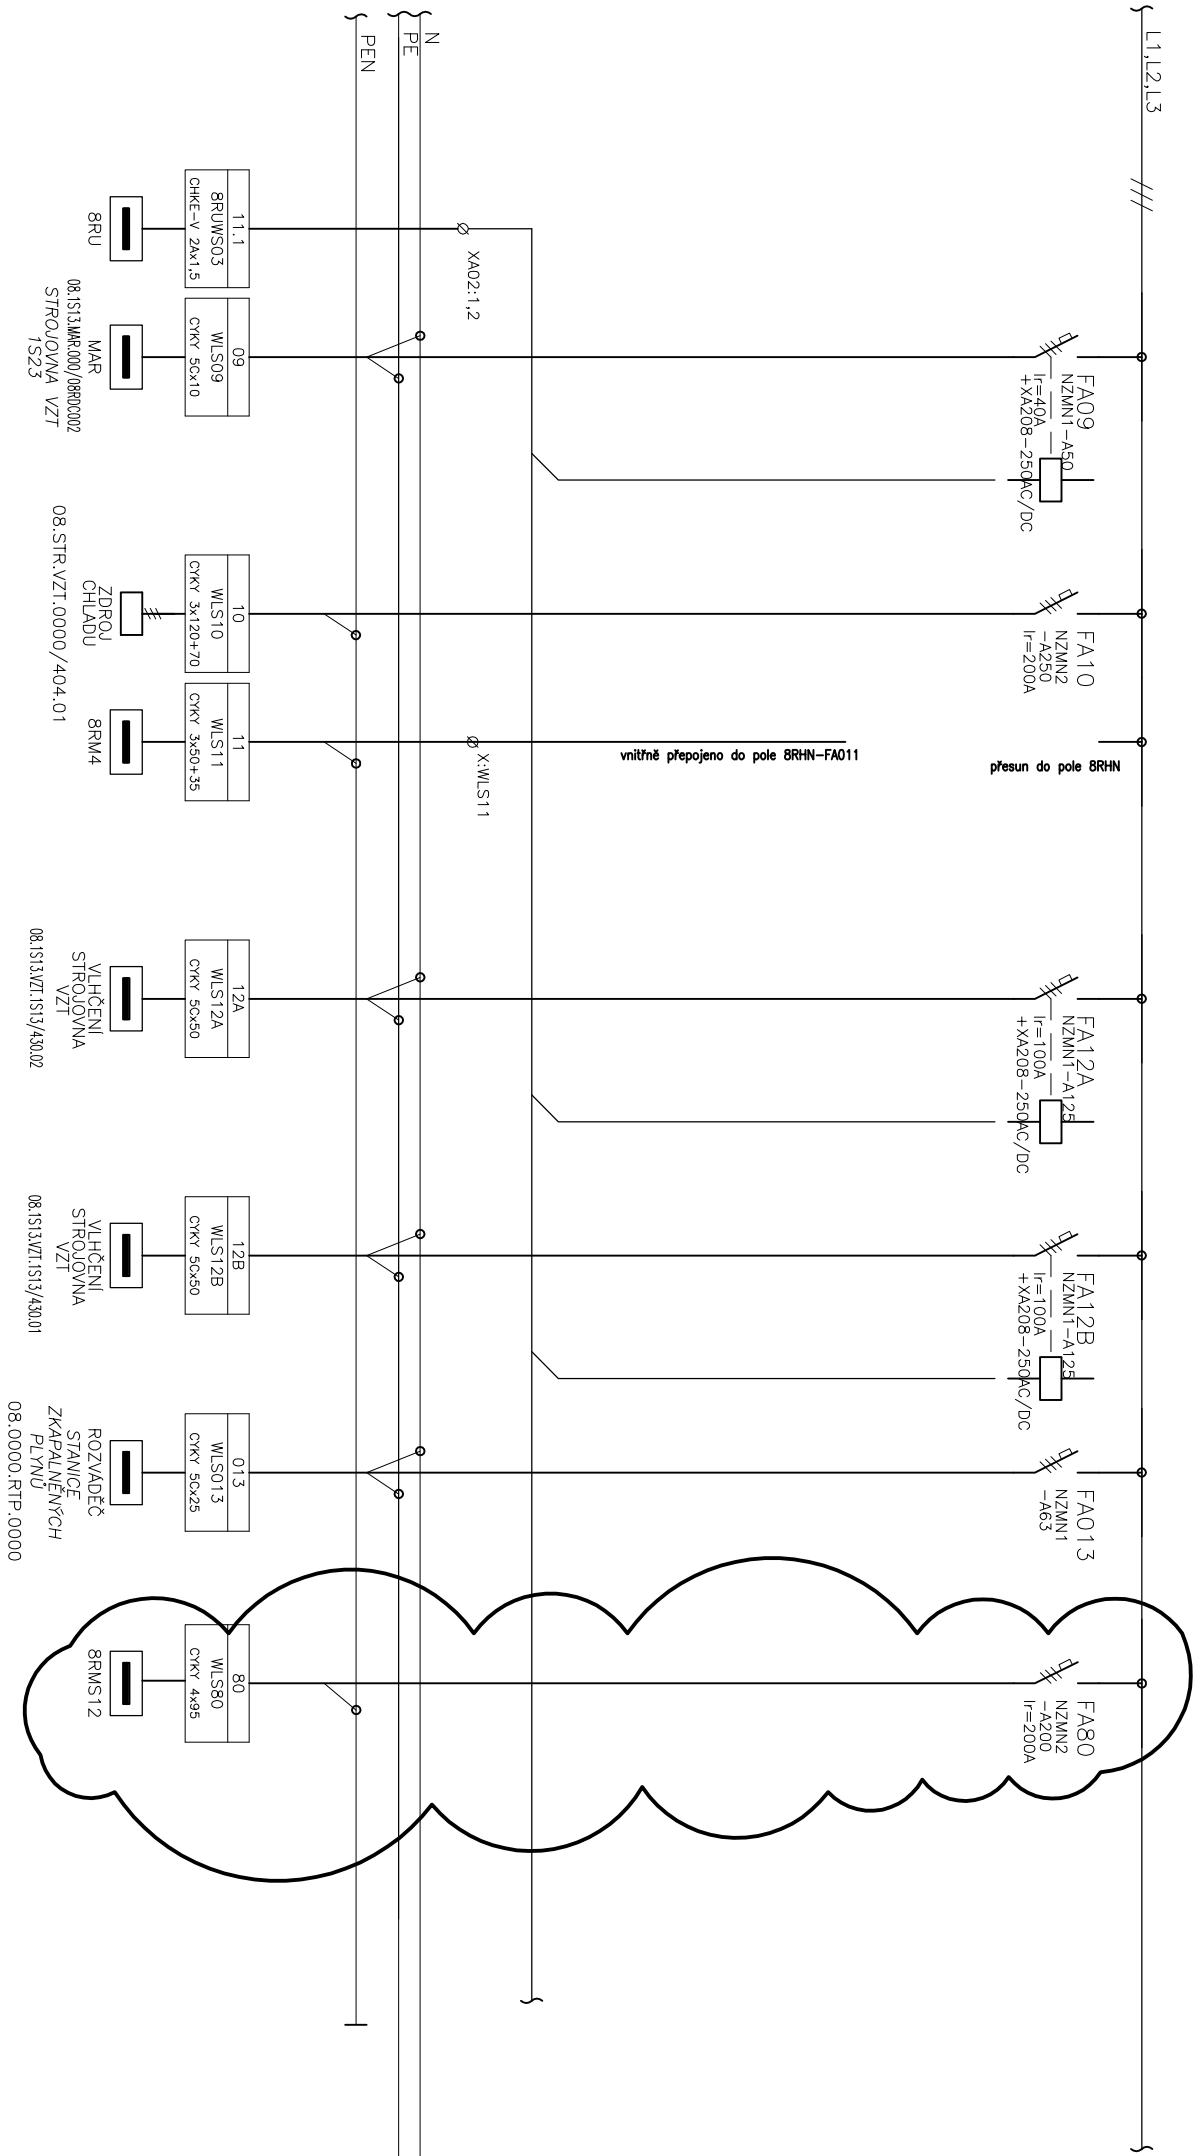 L1,L2,L3
N
PE
PEN
FA09
NZMN1-A50
Ir=40A
+XA208-250AC/DC
FA10
NZMN2
-A250
Ir=200A
přesun do pole 8RHN
vnitřně přepojeno do pole 8RHN-FA011
FA12A
NZMN1-A125
Ir=100A
+XA208-250AC/DC
FA12B
NZMN1-A125
Ir=100A
+XA208-250AC/DC
FA013
NZMN1
-A63
FA80
NZMN2
-A200
Ir=200A
XA02:1,2
X:WLS11
11.1
8RUWS03
CHKE-V 2Ax1,5
8RU
09
WLS09
CYKY 5Cx10
MAR
08.1S13.MAR.000/08RDC002
STROJOVNA VZT
1S23
10
WLS10
CYKY 3x120+70
ZDROJ
CHLADU
08.STR.VZT.0000/404.01
11
WLS11
CYKY 3x50+35
8RM4
12A
WLS12A
CYKY 5Cx50
VLHČENÍ
STROJOVNA
VZT
08.1S13.VZT.1S13/430.02
12B
WLS12B
CYKY 5Cx50
VLHČENÍ
STROJOVNA
VZT
08.1S13.VZT.1S13/430.01
013
WLS013
CYKY 5Cx25
ROZVADĚČ
STANICE
ZKAPALNĚNÝCH
PLYNŮ
08.0000.RTP.0000
80
WLS80
CYKY 4x95
8RMS12